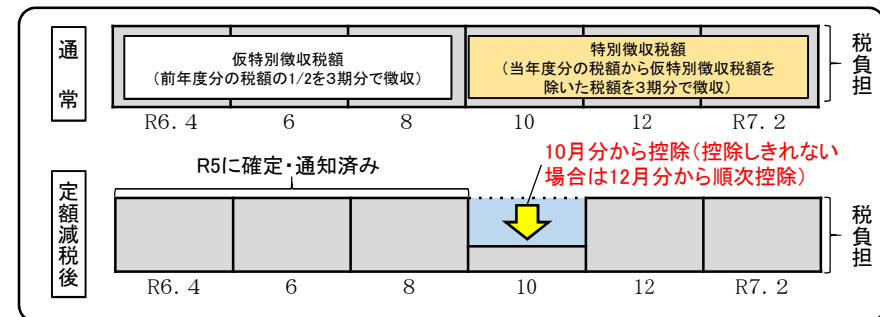 通常
仮特別徴収税額
(前年度分の税額の1/2を3期分で徴収)
特別徴収税額
(当年度分の税額から仮特別徴収税額を
除いた税額を3期分で徴収)
税負担
R6.4 6 8 10 12 R7.2
R5に確定・通知済み
10月分から控除(控除しきれない
場合は12月分から順次控除)
定額減税後
税負担
R6.4 6 8 10 12 R7.2